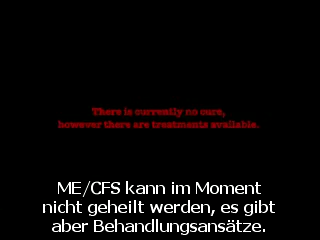 There is currently no cure,
however there are treatments available.
ME/CFS kann im Moment
nicht geheilt werden, es gibt
aber Behandlungsansätze.